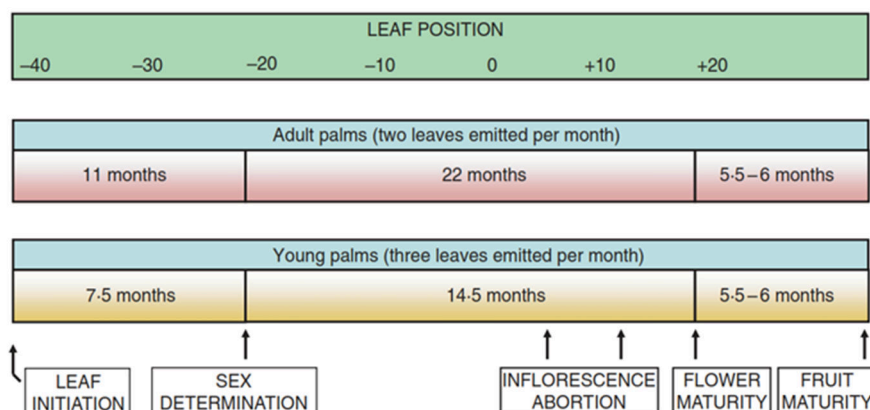 LEAF POSITION
–40 –30 –20 –10 0 +10 +20
Adult palms (two leaves emitted per month)
11 months 22 months 5·5–6 months
Young palms (three leaves emitted per month)
7·5 months 14·5 months 5·5–6 months
LEAF INITIATION
SEX DETERMINATION
INFLORESCENCE ABORTION
FLOWER MATURITY
FRUIT MATURITY